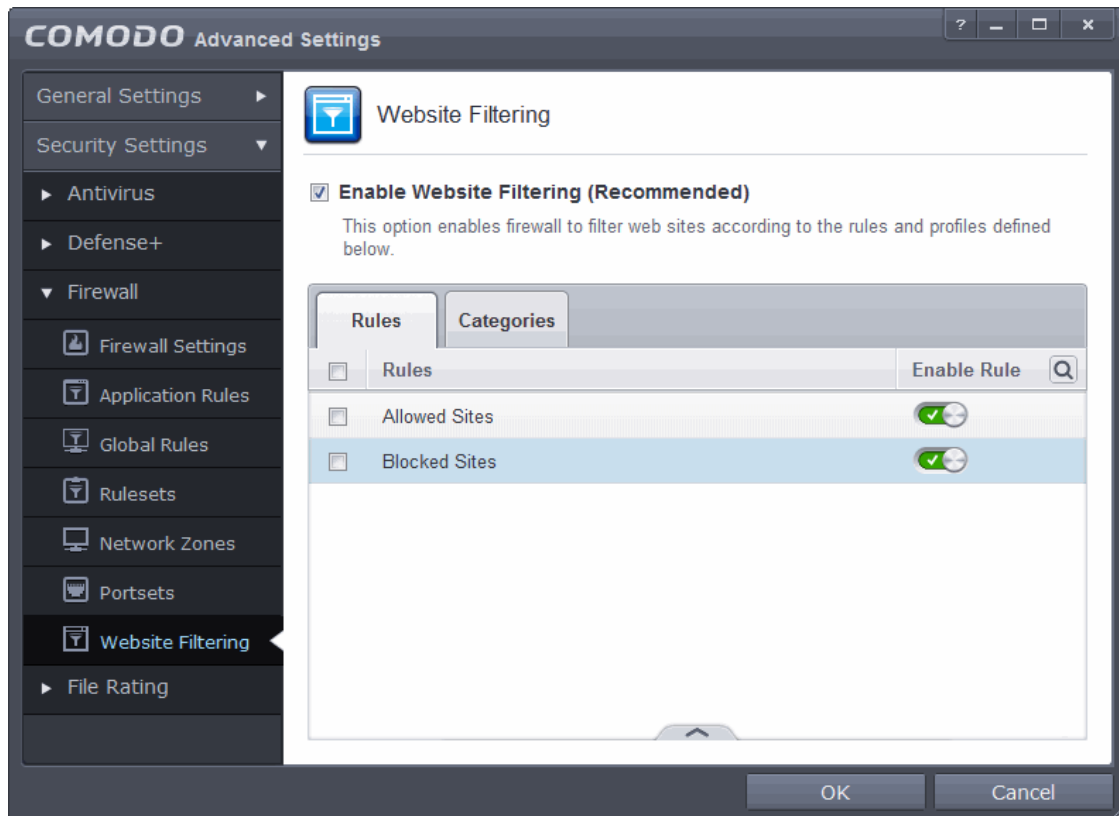 COMODO Advanced Settings
?
General Settings
Security Settings
Antivirus
Defense+
Firewall
Firewall Settings
Application Rules
Global Rules
Rulesets
Network Zones
Portsets
Website Filtering
File Rating
Website Filtering
Enable Website Filtering (Recommended)
This option enables firewall to filter web sites according to the rules and profiles defined
below.
Rules Categories
Rules Enable Rule
Allowed Sites
Blocked Sites
OK Cancel